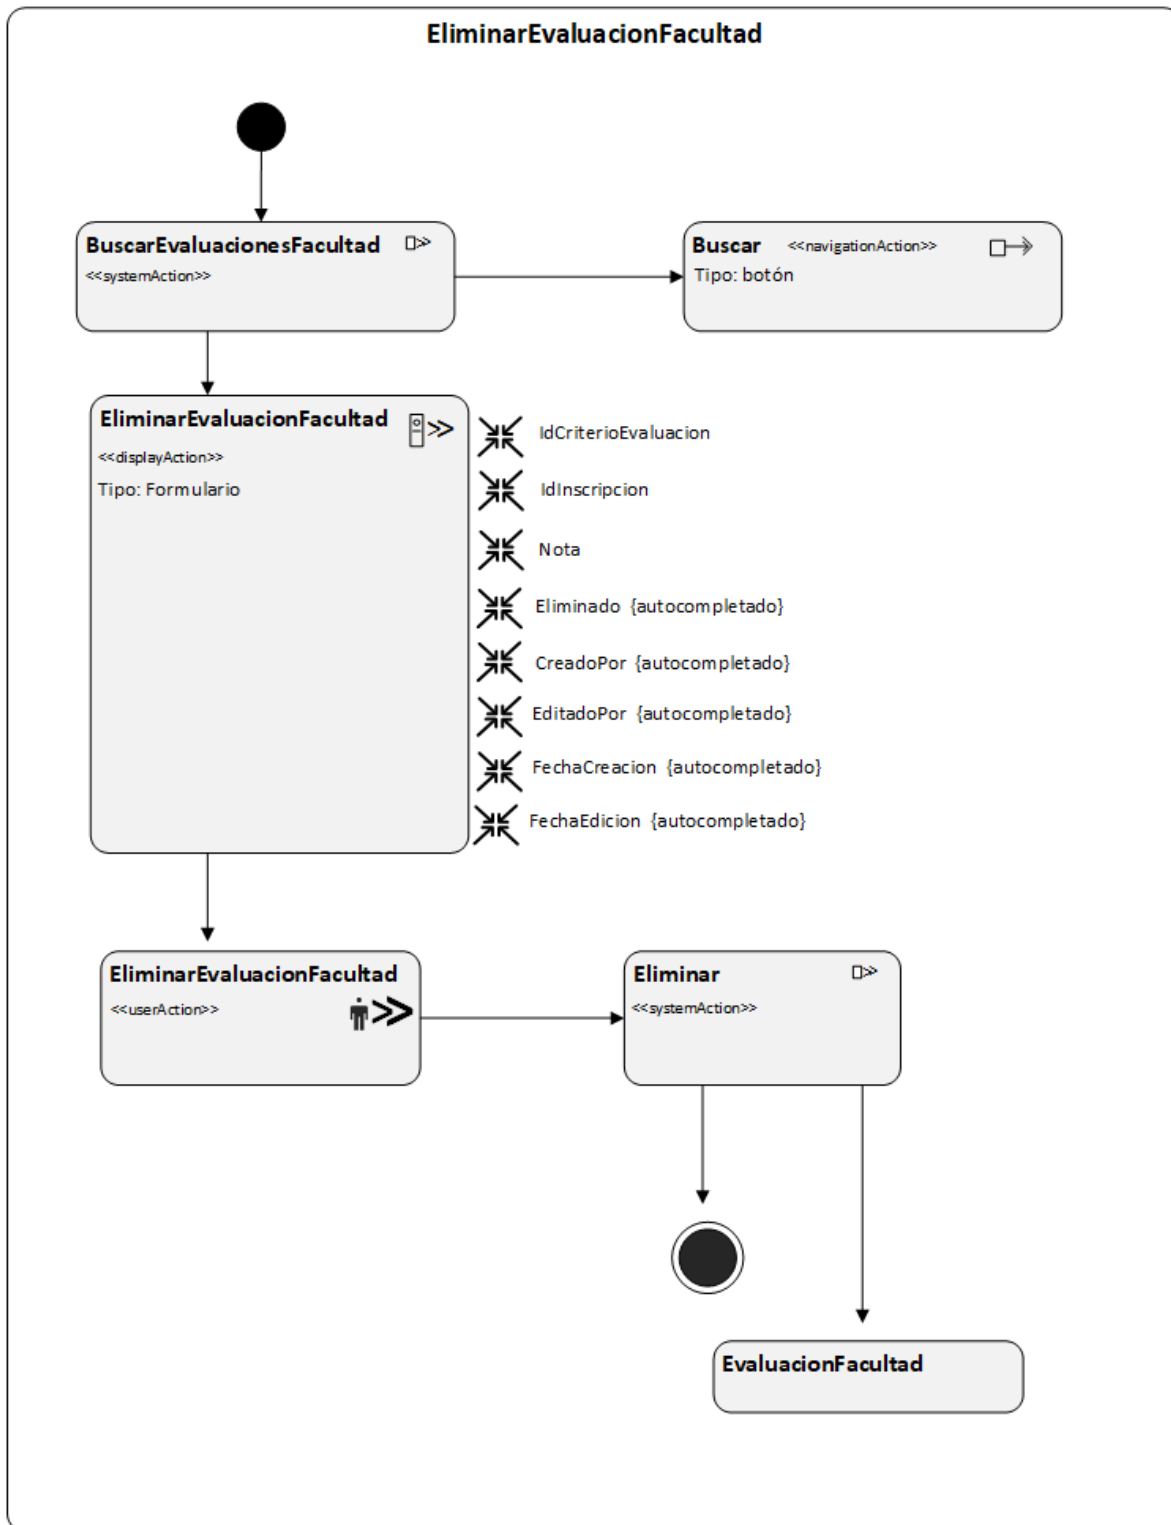 EliminarEvaluacionFacultad
BuscarEvaluacionesFacultad
<<systemAction>>
Buscar <<navigationAction>>
Tipo: botón
EliminarEvaluacionFacultad
<<displayAction>>
Tipo: Formulario
IdCriterioEvaluacion
IdInscripcion
Nota
Eliminado {autocompletado}
CreadoPor {autocompletado}
EditadoPor {autocompletado}
FechaCreacion {autocompletado}
FechaEdicion {autocompletado}
EliminarEvaluacionFacultad
<<userAction>>
Eliminar
<<systemAction>>
EvaluacionFacultad